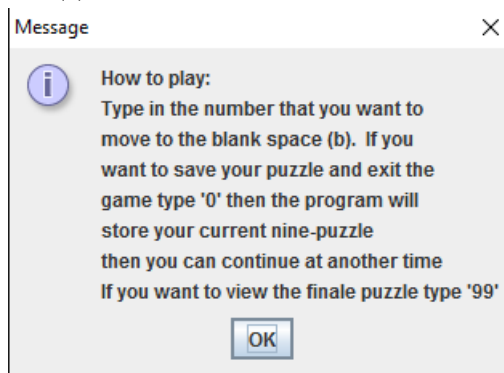 Message
How to play:
Type in the number that you want to
move to the blank space (b).  If you
want to save your puzzle and exit the
game type '0' then the program will
store your current nine-puzzle
then you can continue at another time
If you want to view the finale puzzle type '99'
OK